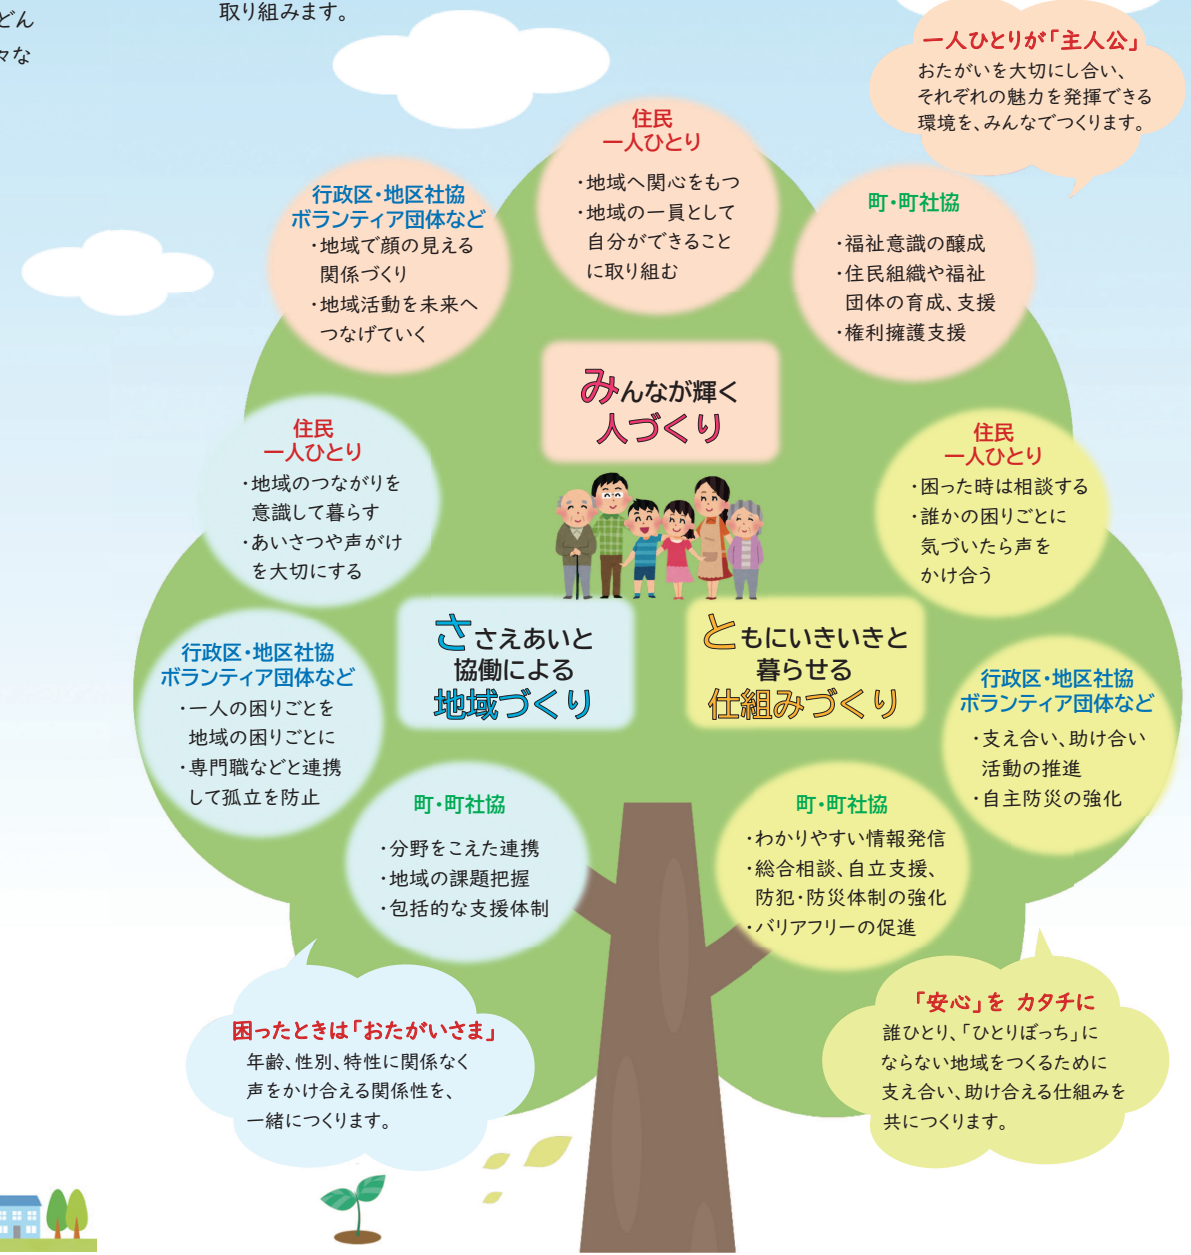 どん
々な
取り組みます。
一人ひとりが「主人公」
おたがいを大切にし合い、
それぞれの魅力を発揮できる
環境を、みんなでつくります。
住民
一人ひとり
・地域へ関心をもつ
・地域の一員として
自分ができること
に取り組む
行政区・地区社協
ボランティア団体など
・地域で顔の見える
関係づくり
・地域活動を未来へ
つなげていく
町・町社協
・福祉意識の醸成
・住民組織や福祉
団体の育成、支援
・権利擁護支援
みんなが輝く
人づくり
住民
一人ひとり
・地域のつながりを
意識して暮らす
・あいさつや声がけ
を大切にする
行政区・地区社協
ボランティア団体など
・一人の困りごとを
地域の困りごとに
・専門職などと連携
して孤立を防止
町・町社協
・分野をこえた連携
・地域の課題把握
・包括的な支援体制
ささえあいと
協働による
地域づくり
ともにいきいきと
暮らせる
仕組みづくり
住民
一人ひとり
・困った時は相談する
・誰かの困りごとに
気づいたら声を
かけ合う
行政区・地区社協
ボランティア団体など
・支え合い、助け合い
活動の推進
・自主防災の強化
町・町社協
・わかりやすい情報発信
・総合相談、自立支援、
防犯・防災体制の強化
・バリアフリーの促進
困ったときは「おたがいさま」
年齢、性別、特性に関係なく
声をかけ合える関係性を、
一緒につくります。
「安心」を カタチに
誰ひとり、「ひとりぼっち」に
ならない地域をつくるために
支え合い、助け合える仕組みを
共につくります。